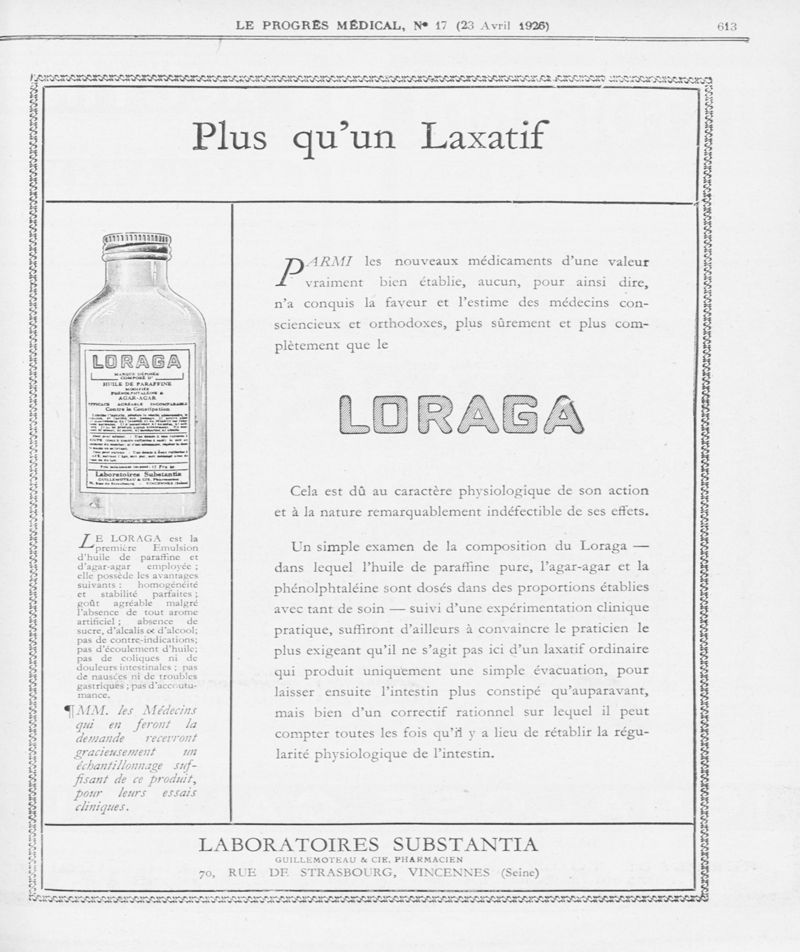 LE PROGRÈS MÉDICAL, N° 17 (23 Avril 1926)
613
Plus qu'un Laxatif
LORAGA
MARQUE DÉPOSÉE
HUILE DE PARAFFINE
PHÉNOLPHTALÉINE &
AGAR-AGAR
EFFICACE AGRÉABLE INCOMPARABLE
Contre la Constipation
Laboratoires Substantia
GUILLEMOTEAU & CIE, Pharmacien
LE LORAGA est la
première Emulsion
d'huile de paraffine et
d'agar-agar employée ;
elle possède les avantages
suivants : homogénéité
et stabilité parfaites ;
goût agréable malgré
l'absence de tout arome
artificiel ; absence de
sucre, d'alcalis et d'alcool;
pas de contre-indications;
pas d'écoulement d'huile;
pas de coliques ni de
douleurs intestinales ; pas
de nausées ni de troubles
gastriques ; pas d'accoutu-
mance.
¶MM. les Médecins
qui en feront la
demande recevront
gracieusement un
échantillonnage suf-
fisant de ce produit,
pour leurs essais
cliniques.
PARMI les nouveaux médicaments d'une valeur
vraiment bien établie, aucun, pour ainsi dire,
n'a conquis la faveur et l'estime des médecins con-
sciencieux et orthodoxes, plus sûrement et plus com-
plètement que le
LORAGA
Cela est dû au caractère physiologique de son action
et à la nature remarquablement indéfectible de ses effets.
Un simple examen de la composition du Loraga —
dans lequel l'huile de paraffine pure, l'agar-agar et la
phénolphtaléine sont dosés dans des proportions établies
avec tant de soin — suivi d'une expérimentation clinique
pratique, suffiront d'ailleurs à convaincre le praticien le
plus exigeant qu'il ne s'agit pas ici d'un laxatif ordinaire
qui produit uniquement une simple évacuation, pour
laisser ensuite l'intestin plus constipé qu'auparavant,
mais bien d'un correctif rationnel sur lequel il peut
compter toutes les fois qu'il y a lieu de rétablir la régu-
larité physiologique de l'intestin.
LABORATOIRES SUBSTANTIA
GUILLEMOTEAU & CIE, PHARMACIEN
70, RUE DE STRASBOURG, VINCENNES (Seine)